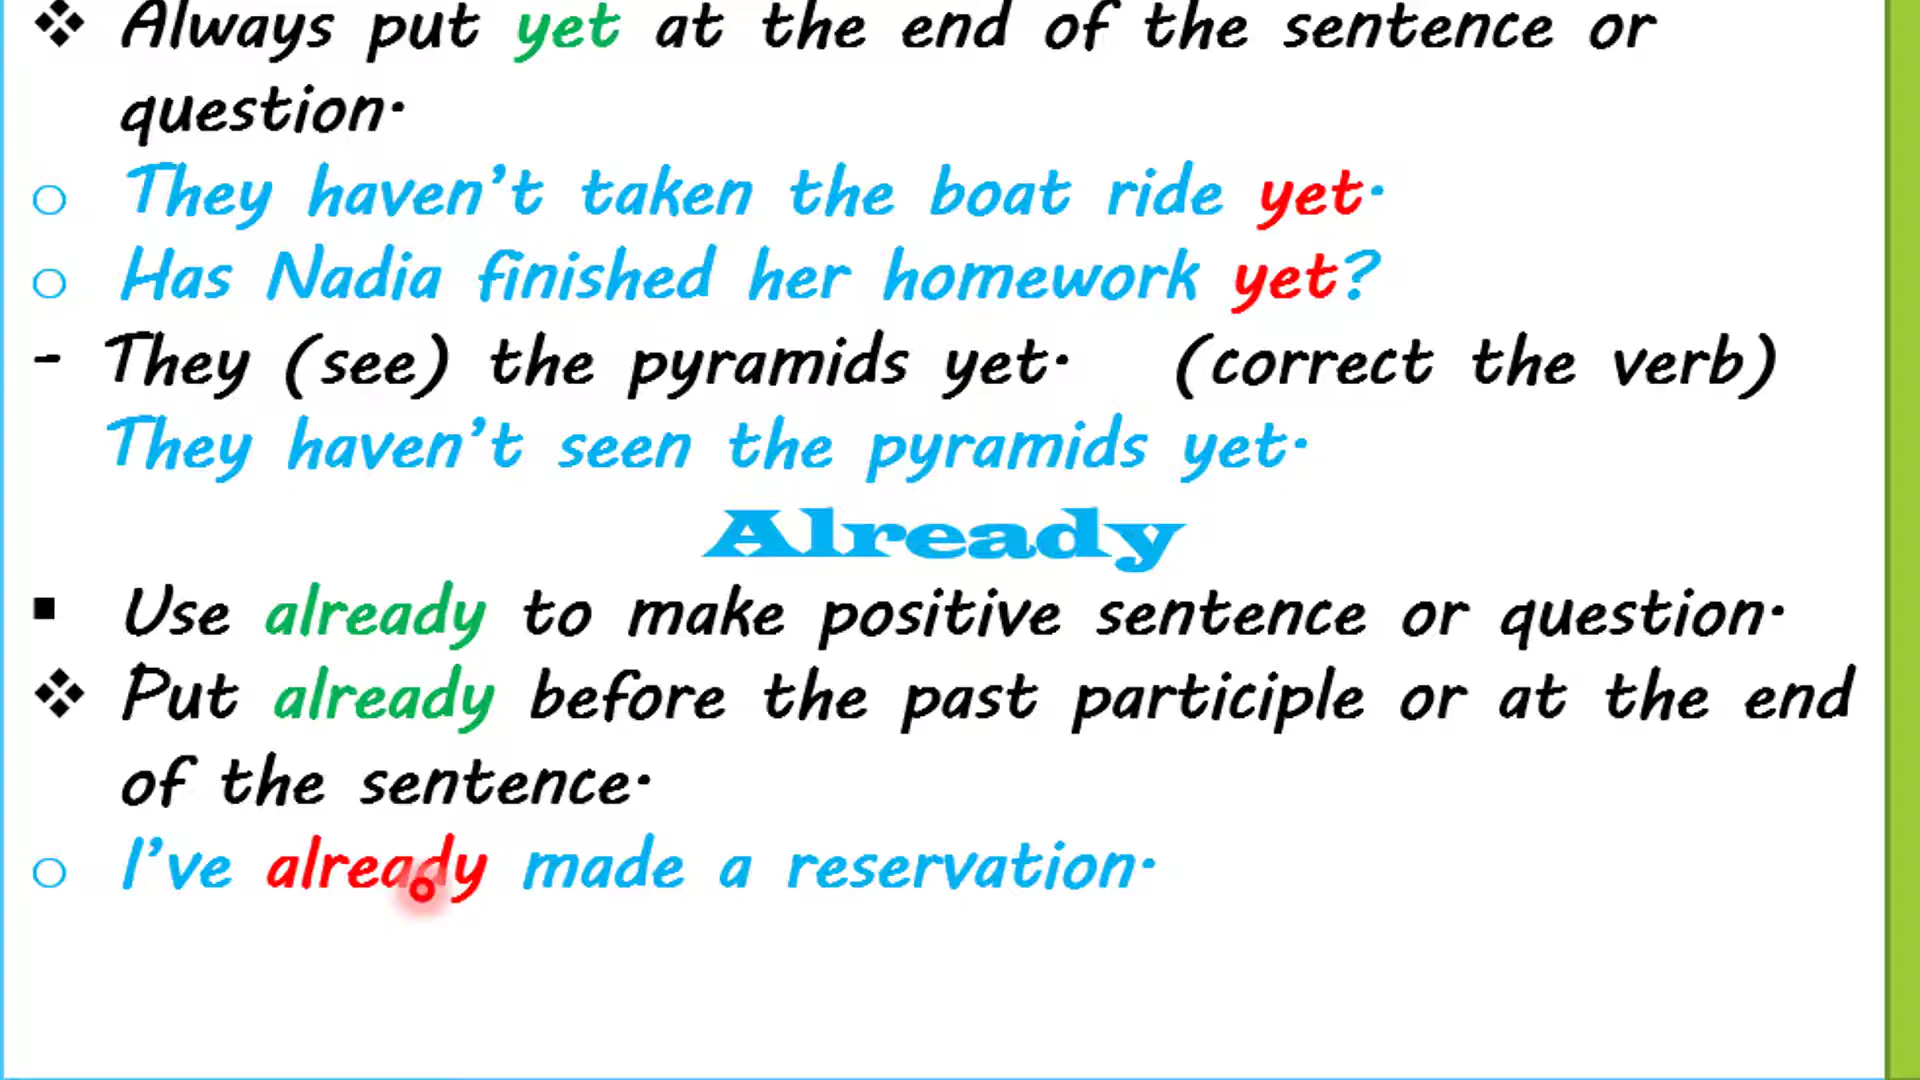 ❖ Always put yet at the end of the sentence or
question.
o They haven't taken the boat ride yet.
o Has Nadia finished her homework yet?
- They (see) the pyramids yet. (correct the verb)
They haven't seen the pyramids yet.
Already
▪ Use already to make positive sentence or question.
❖ Put already before the past participle or at the end
of the sentence.
o I've already made a reservation.